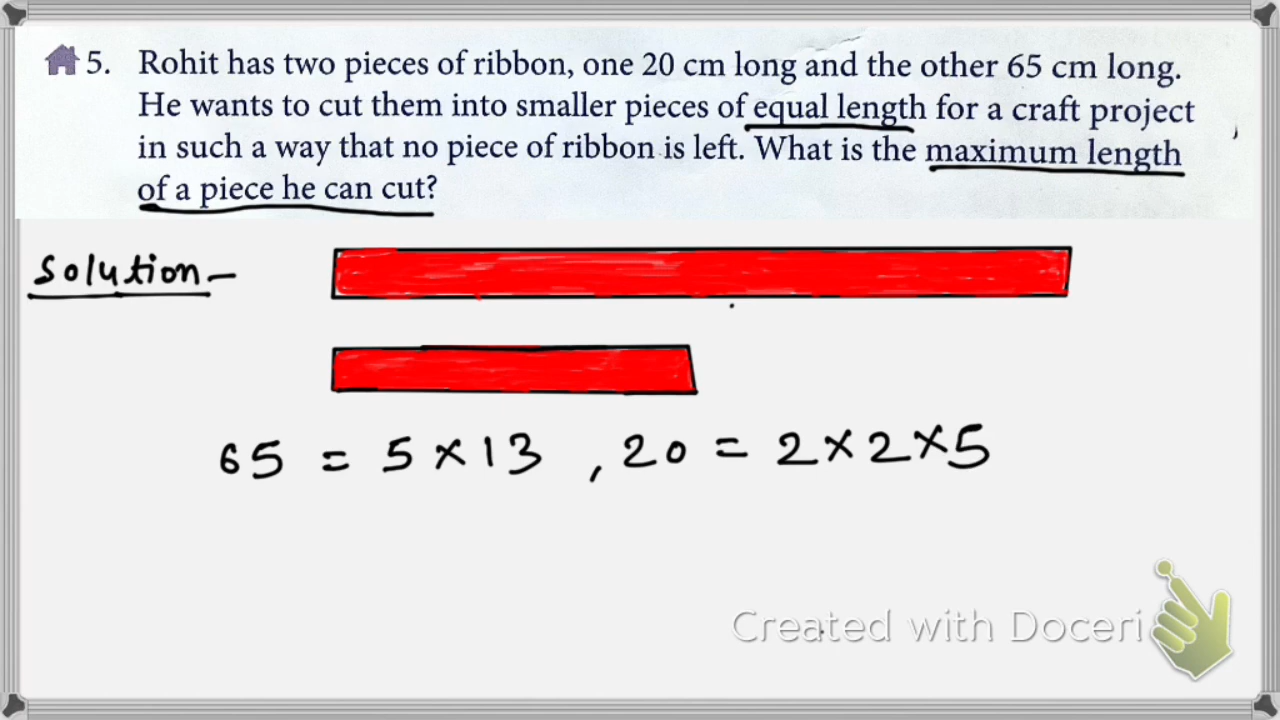 5. Rohit has two pieces of ribbon, one 20 cm long and the other 65 cm long.
He wants to cut them into smaller pieces of equal length for a craft project
in such a way that no piece of ribbon is left. What is the maximum length
of a piece he can cut?
Solution -
65 = 5 × 13 , 20 = 2 × 2 × 5
Created with Doceri